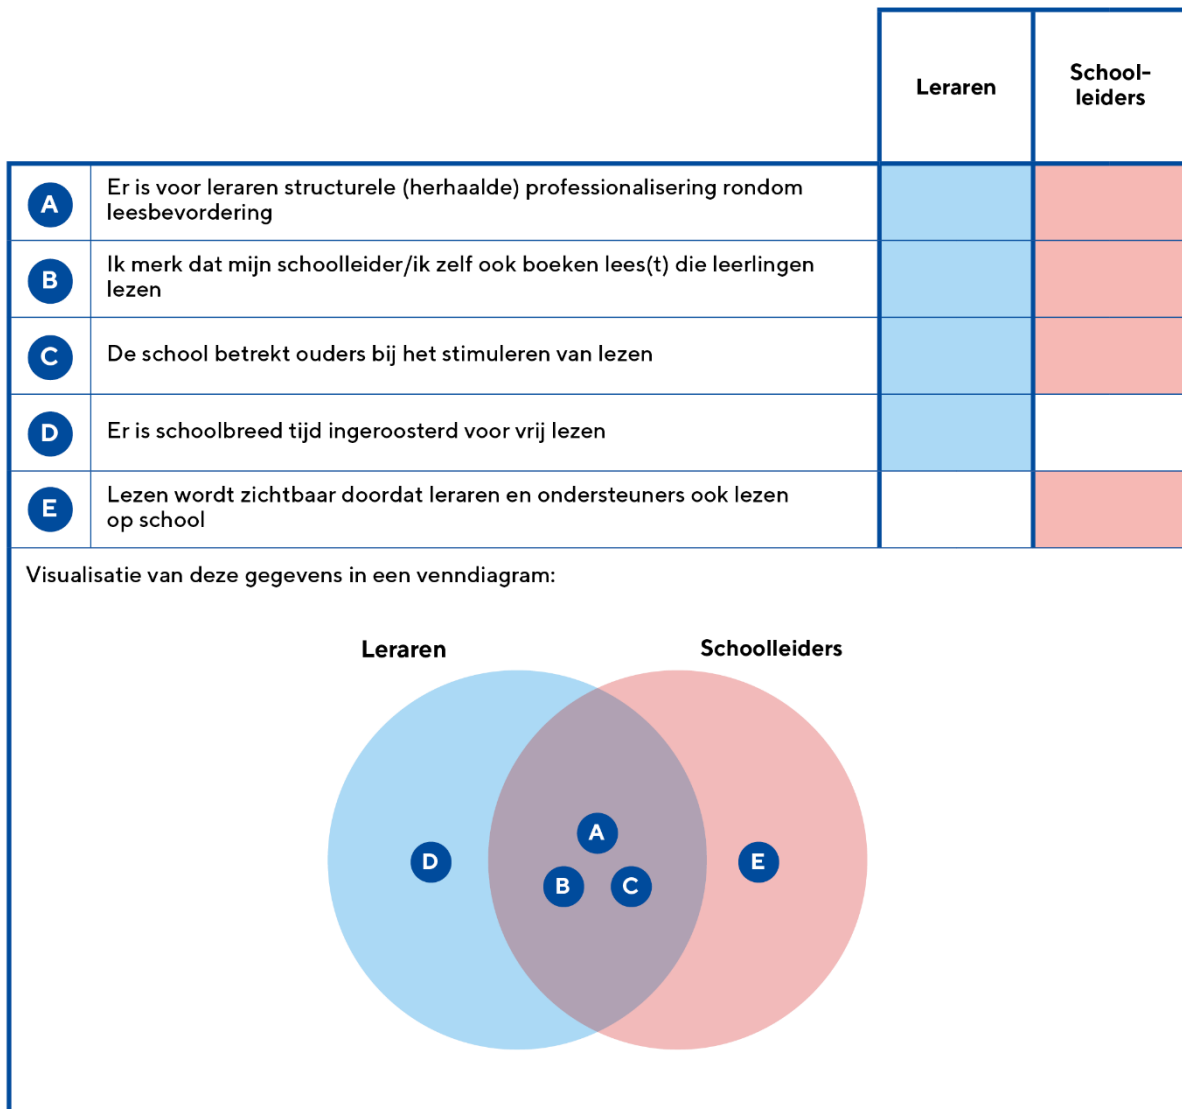 Leraren
School-
leiders
A
Er is voor leraren structurele (herhaalde) professionalisering rondom
leesbevordering
B
Ik merk dat mijn schoolleider/ik zelf ook boeken lees(t) die leerlingen
lezen
C
De school betrekt ouders bij het stimuleren van lezen
D
Er is schoolbreed tijd ingeroosterd voor vrij lezen
E
Lezen wordt zichtbaar doordat leraren en ondersteuners ook lezen
op school
Visualisatie van deze gegevens in een venndiagram:
Leraren
Schoolleiders
A
D
E
B
C